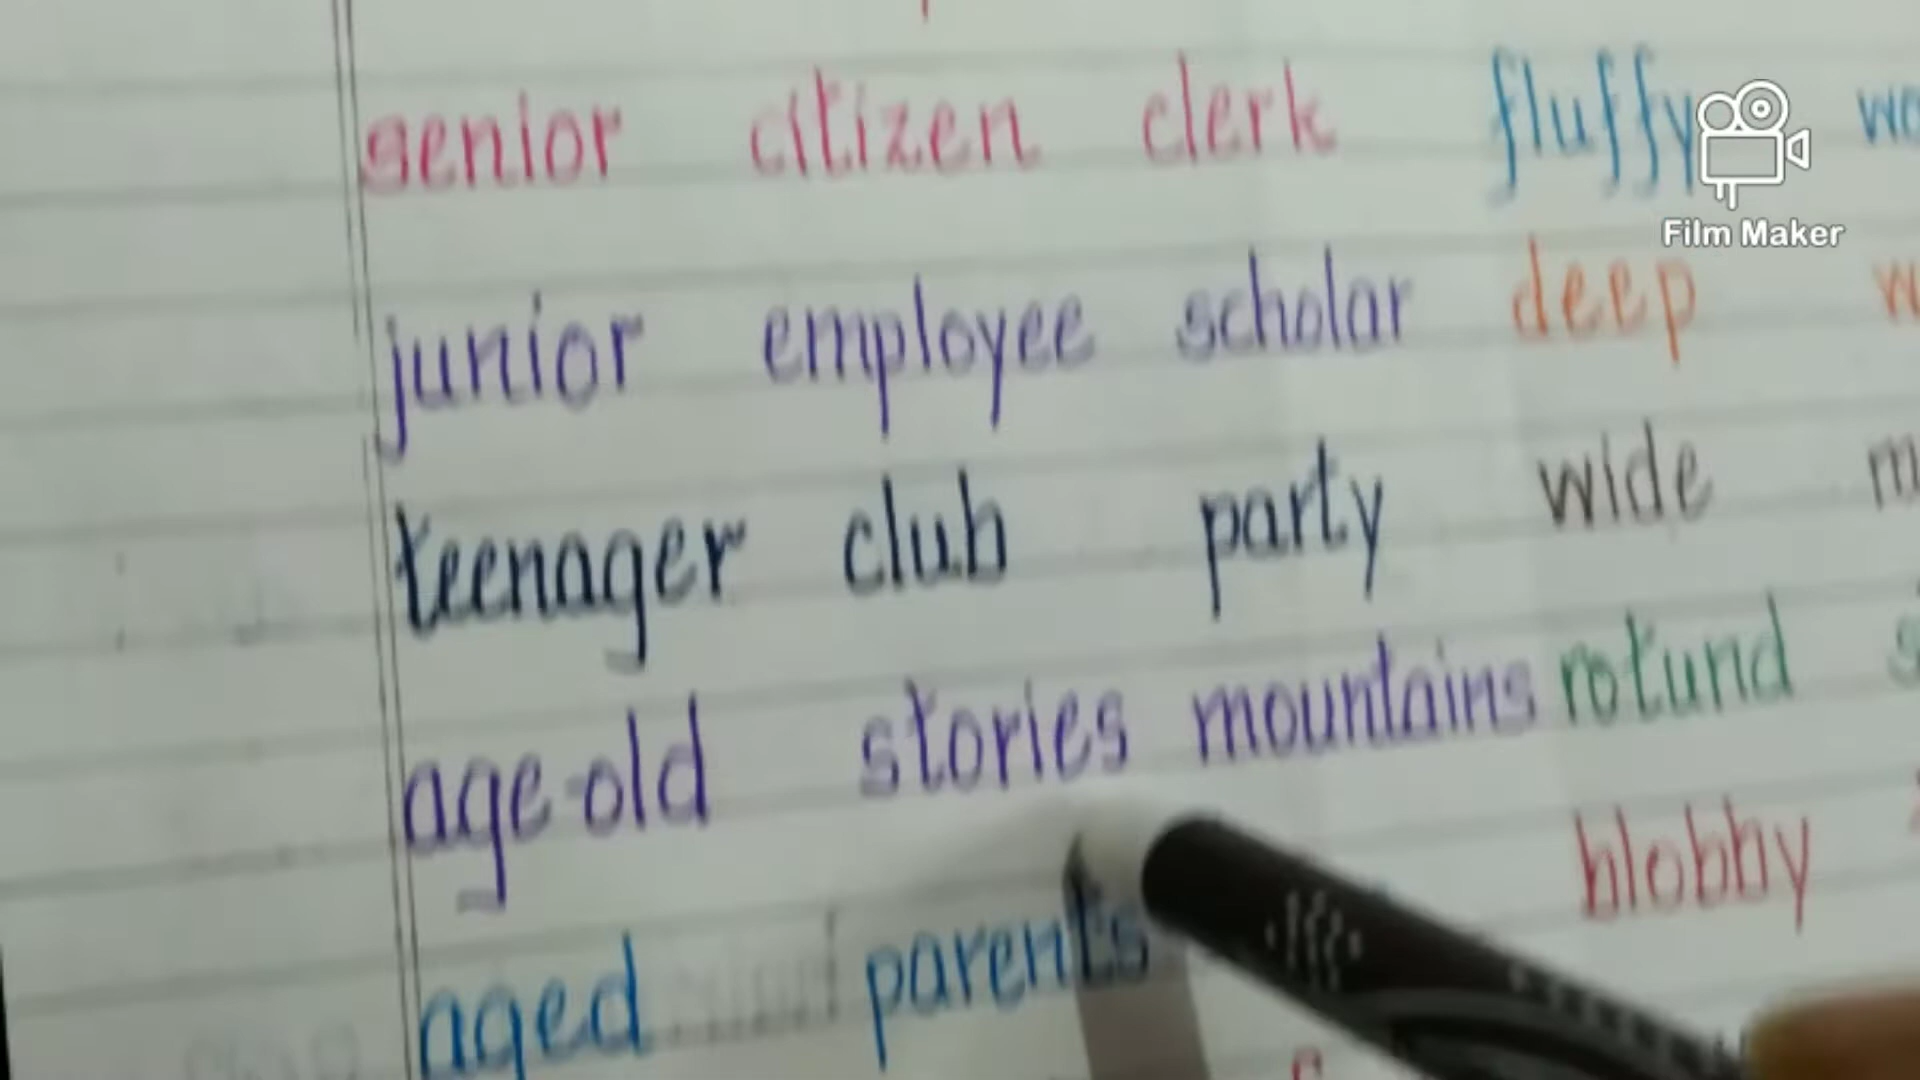 senior citizen clerk fluffy
Film Maker
junior employee scholar deep
teenager club party wide
age-old stories mountains rotund
blobby
aged parents